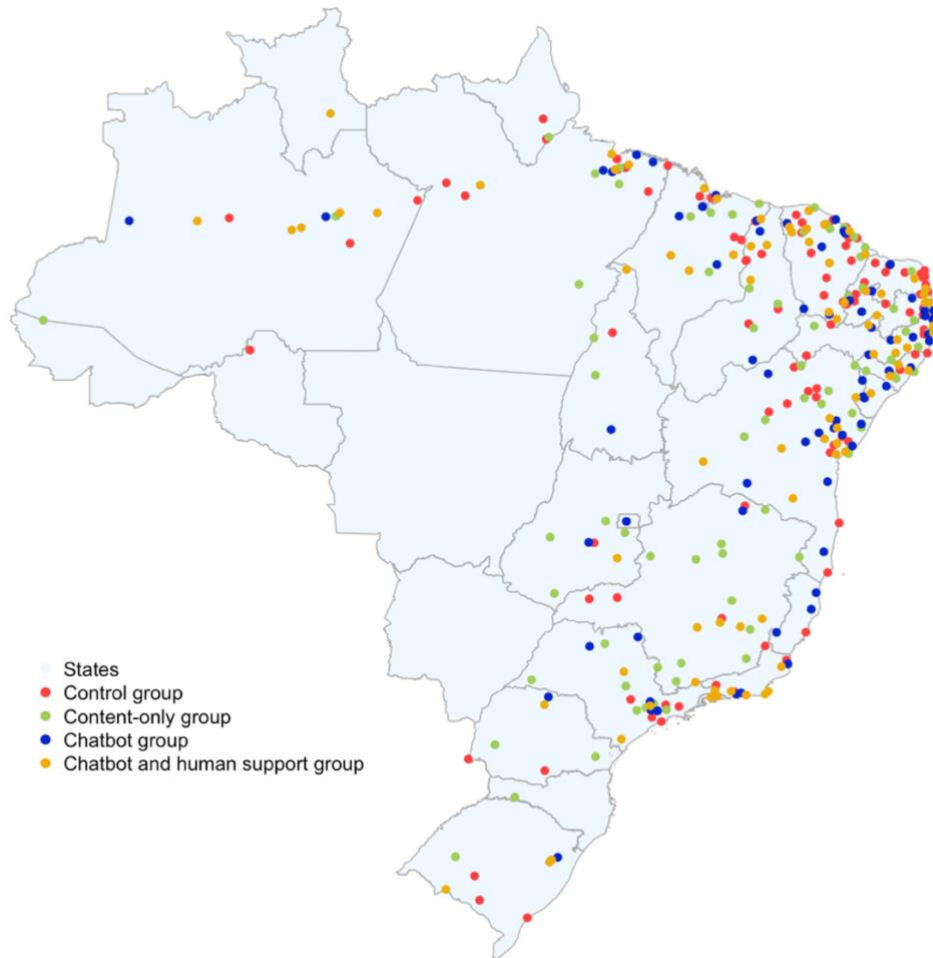 States
Control group
Content-only group
Chatbot group
Chatbot and human support group